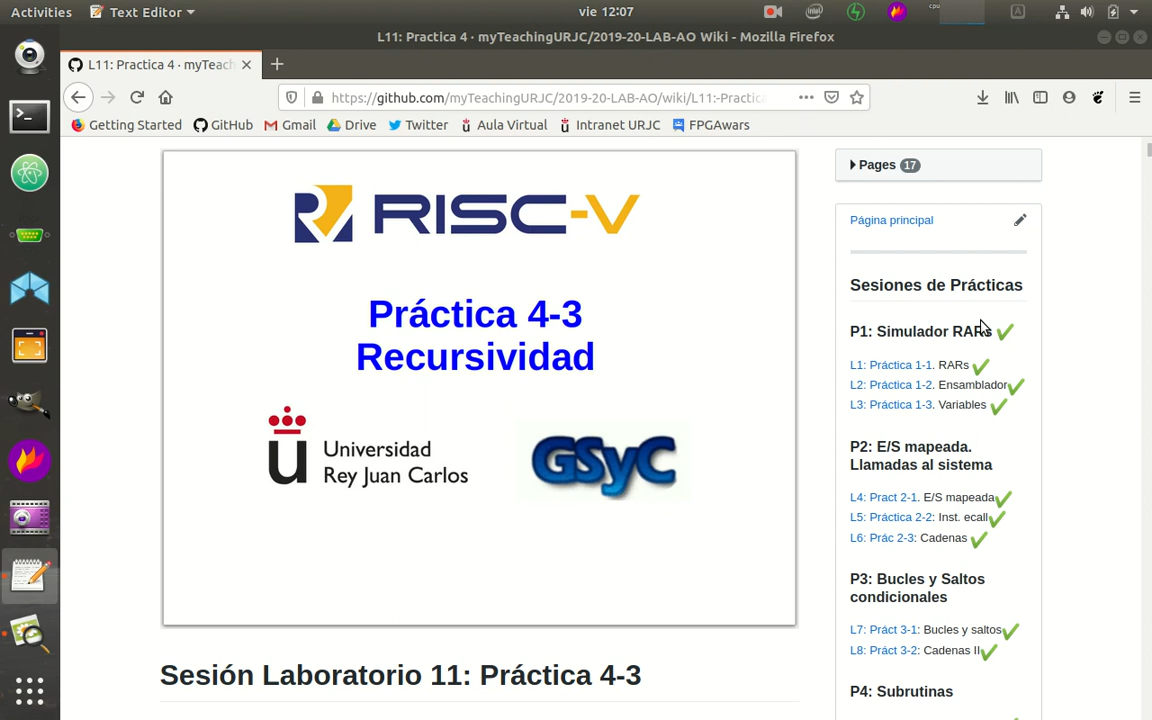 Activities
Text Editor
vie 12:07
cpu
L11: Practica 4 · myTeachingURJC/2019-20-LAB-AO Wiki - Mozilla Firefox
L11: Practica 4 · myTeach
https://github.com/myTeachingURJC/2019-20-LAB-AO/wiki/L11:-Practica
Getting Started
GitHub
Gmail
Drive
Twitter
Aula Virtual
Intranet URJC
FPGAwars
RISC-V
Práctica 4-3
Recursividad
Universidad
Rey Juan Carlos
GSyC
Sesión Laboratorio 11: Práctica 4-3
Pages 17
Página principal
Sesiones de Prácticas
P1: Simulador RARs
L1: Práctica 1-1. RARs
L2: Práctica 1-2. Ensamblador
L3: Práctica 1-3. Variables
P2: E/S mapeada.
Llamadas al sistema
L4: Pract 2-1. E/S mapeada
L5: Práctica 2-2: Inst. ecall
L6: Prác 2-3: Cadenas
P3: Bucles y Saltos
condicionales
L7: Práct 3-1: Bucles y saltos
L8: Práct 3-2: Cadenas II
P4: Subrutinas